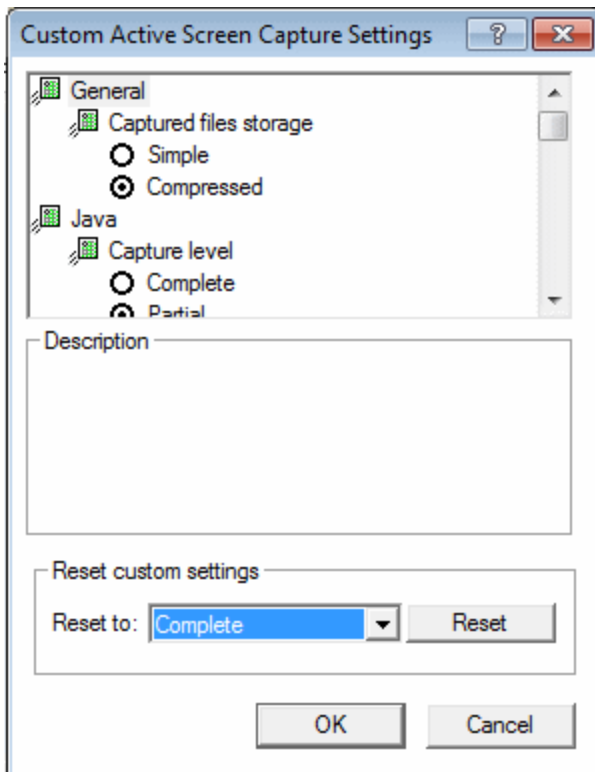 Custom Active Screen Capture Settings ?
General
Captured files storage
Simple
Compressed
Java
Capture level
Complete
Partial
Description
Reset custom settings
Reset to: Complete Reset
OK Cancel